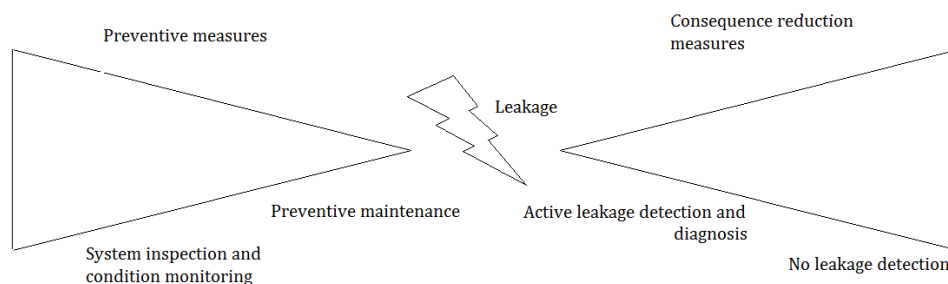 Preventive measures
Consequence reduction
measures
Leakage
Preventive maintenance
Active leakage detection and
diagnosis
System inspection and
condition monitoring
No leakage detection